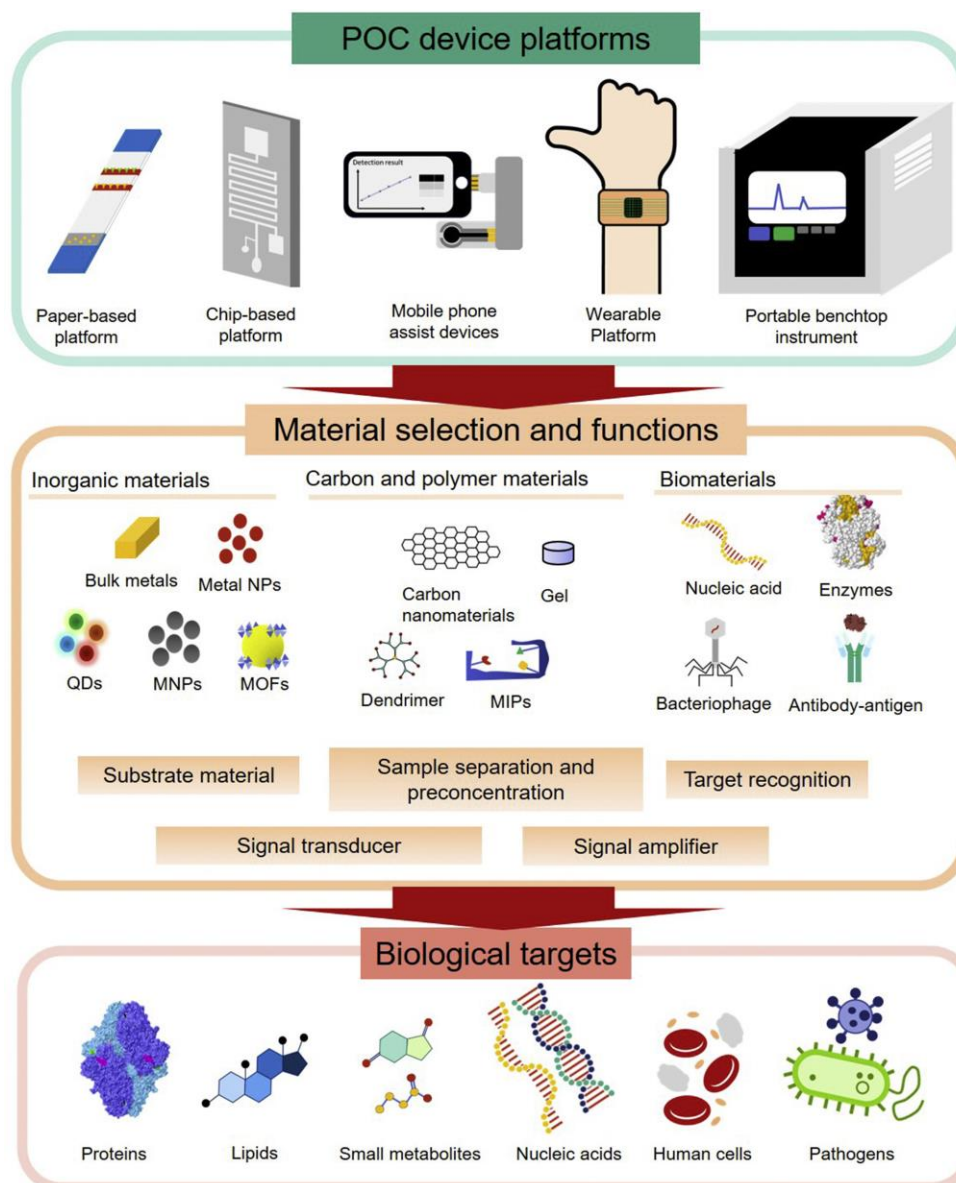 POC device platforms
Detection result
Paper-based
platform
Chip-based
platform
Mobile phone
assist devices
Wearable
Platform
Portable benchtop
instrument
Material selection and functions
Inorganic materials
Carbon and polymer materials
Biomaterials
Bulk metals
Metal NPs
Carbon
nanomaterials
Gel
Nucleic acid
Enzymes
QDs
MNPs
MOFs
Dendrimer
MIPs
Bacteriophage
Antibody-antigen
Substrate material
Sample separation and
preconcentration
Target recognition
Signal transducer
Signal amplifier
Biological targets
Proteins
Lipids
Small metabolites
Nucleic acids
Human cells
Pathogens